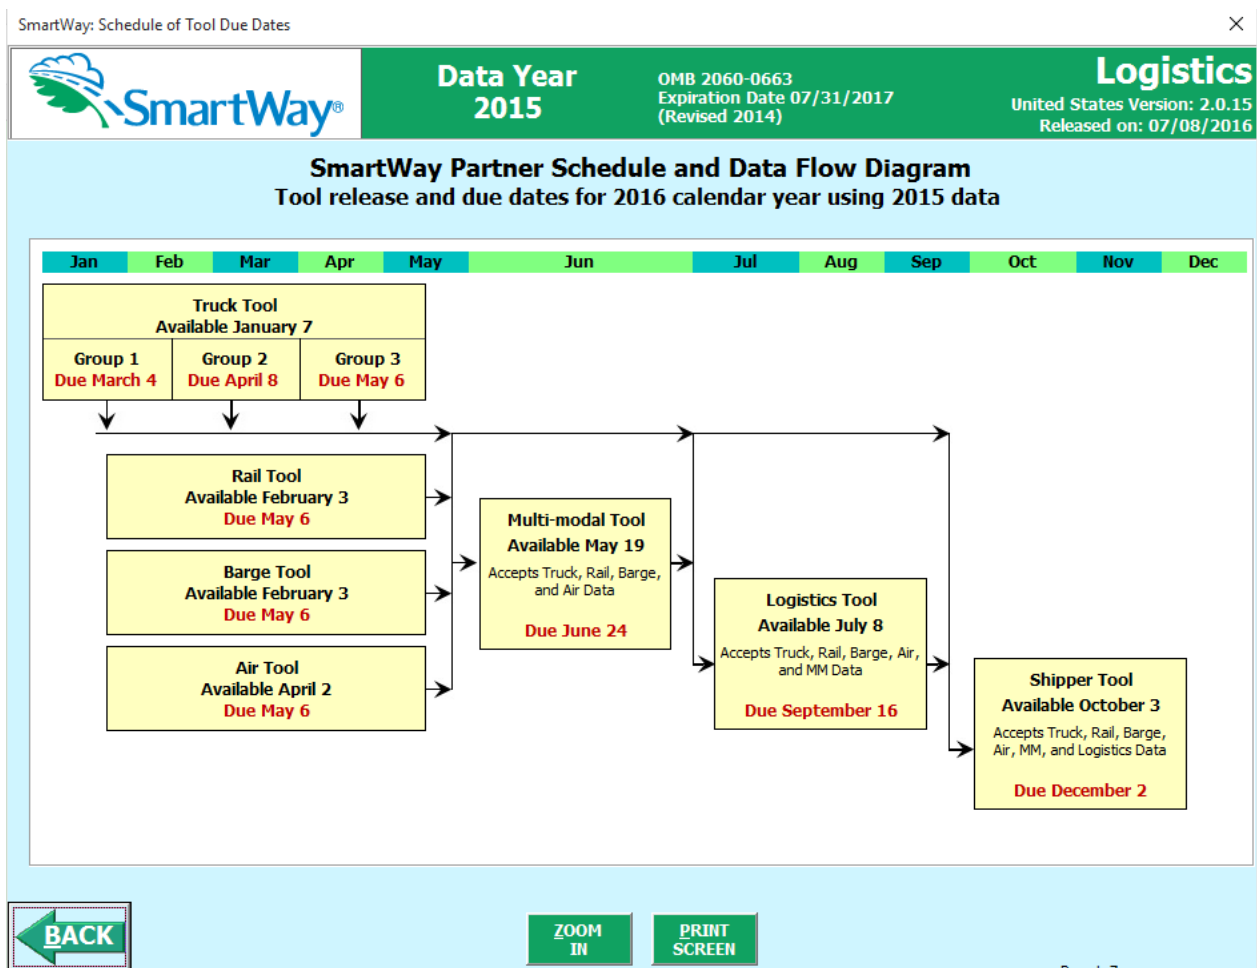 SmartWay: Schedule of Tool Due Dates
SmartWay®
Data Year
2015
OMB 2060-0663
Expiration Date 07/31/2017
(Revised 2014)
Logistics
United States Version: 2.0.15
Released on: 07/08/2016
SmartWay Partner Schedule and Data Flow Diagram
Tool release and due dates for 2016 calendar year using 2015 data
Jan Feb Mar Apr May Jun Jul Aug Sep Oct Nov Dec
Truck Tool
Available January 7
Group 1
Due March 4
Group 2
Due April 8
Group 3
Due May 6
Rail Tool
Available February 3
Due May 6
Barge Tool
Available February 3
Due May 6
Air Tool
Available April 2
Due May 6
Multi-modal Tool
Available May 19
Accepts Truck, Rail, Barge,
and Air Data
Due June 24
Logistics Tool
Available July 8
Accepts Truck, Rail, Barge, Air,
and MM Data
Due September 16
Shipper Tool
Available October 3
Accepts Truck, Rail, Barge,
Air, MM, and Logistics Data
Due December 2
BACK
ZOOM
IN
PRINT
SCREEN